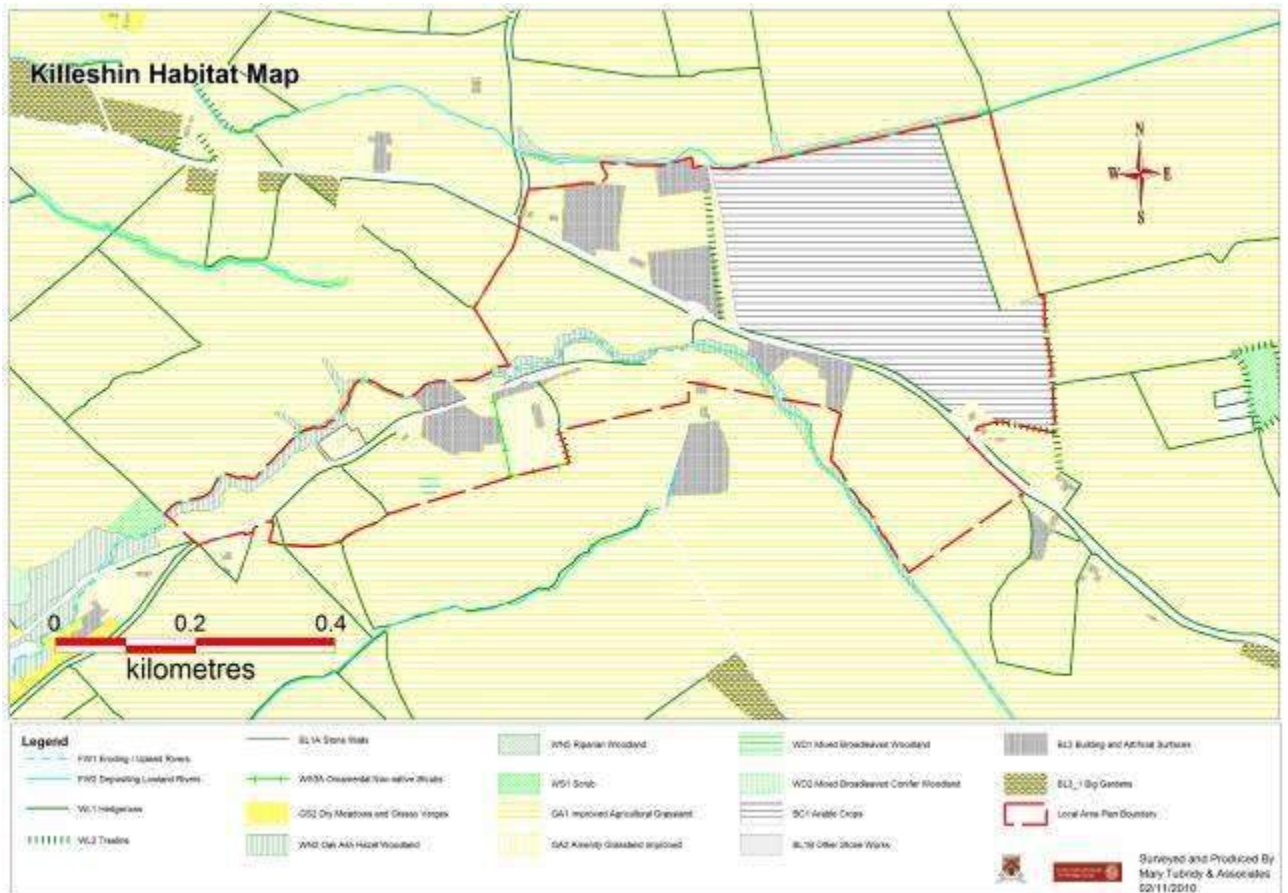 Killeshin Habitat Map
N
W E
S
0 0.2 0.4
kilometres
Legend
FW1 Eroding / Upland Rivers
FW2 Depositing Lowland Rivers
WL1 Hedgerows
WL2 Treeline
BL1A Stone Walls
WS3A Ornamental Non-native Shrubs
GS2 Dry Meadows and Grassy Verges
WN2 Oak Ash Hazel Woodland
WN5 Riparian Woodland
WS1 Scrub
GA1 Improved Agricultural Grassland
GA2 Amenity Grassland Improved
WD1 Mixed Broadleaved Woodland
WD2 Mixed Broadleaved Conifer Woodland
BC1 Arable Crops
BL1B Other Stone Works
BL3 Building and Artificial Surfaces
BL3_1 Big Gardens
Local Area Plan Boundary
Surveyed and Produced By
Mary Tubridy & Associates
02/11/2010